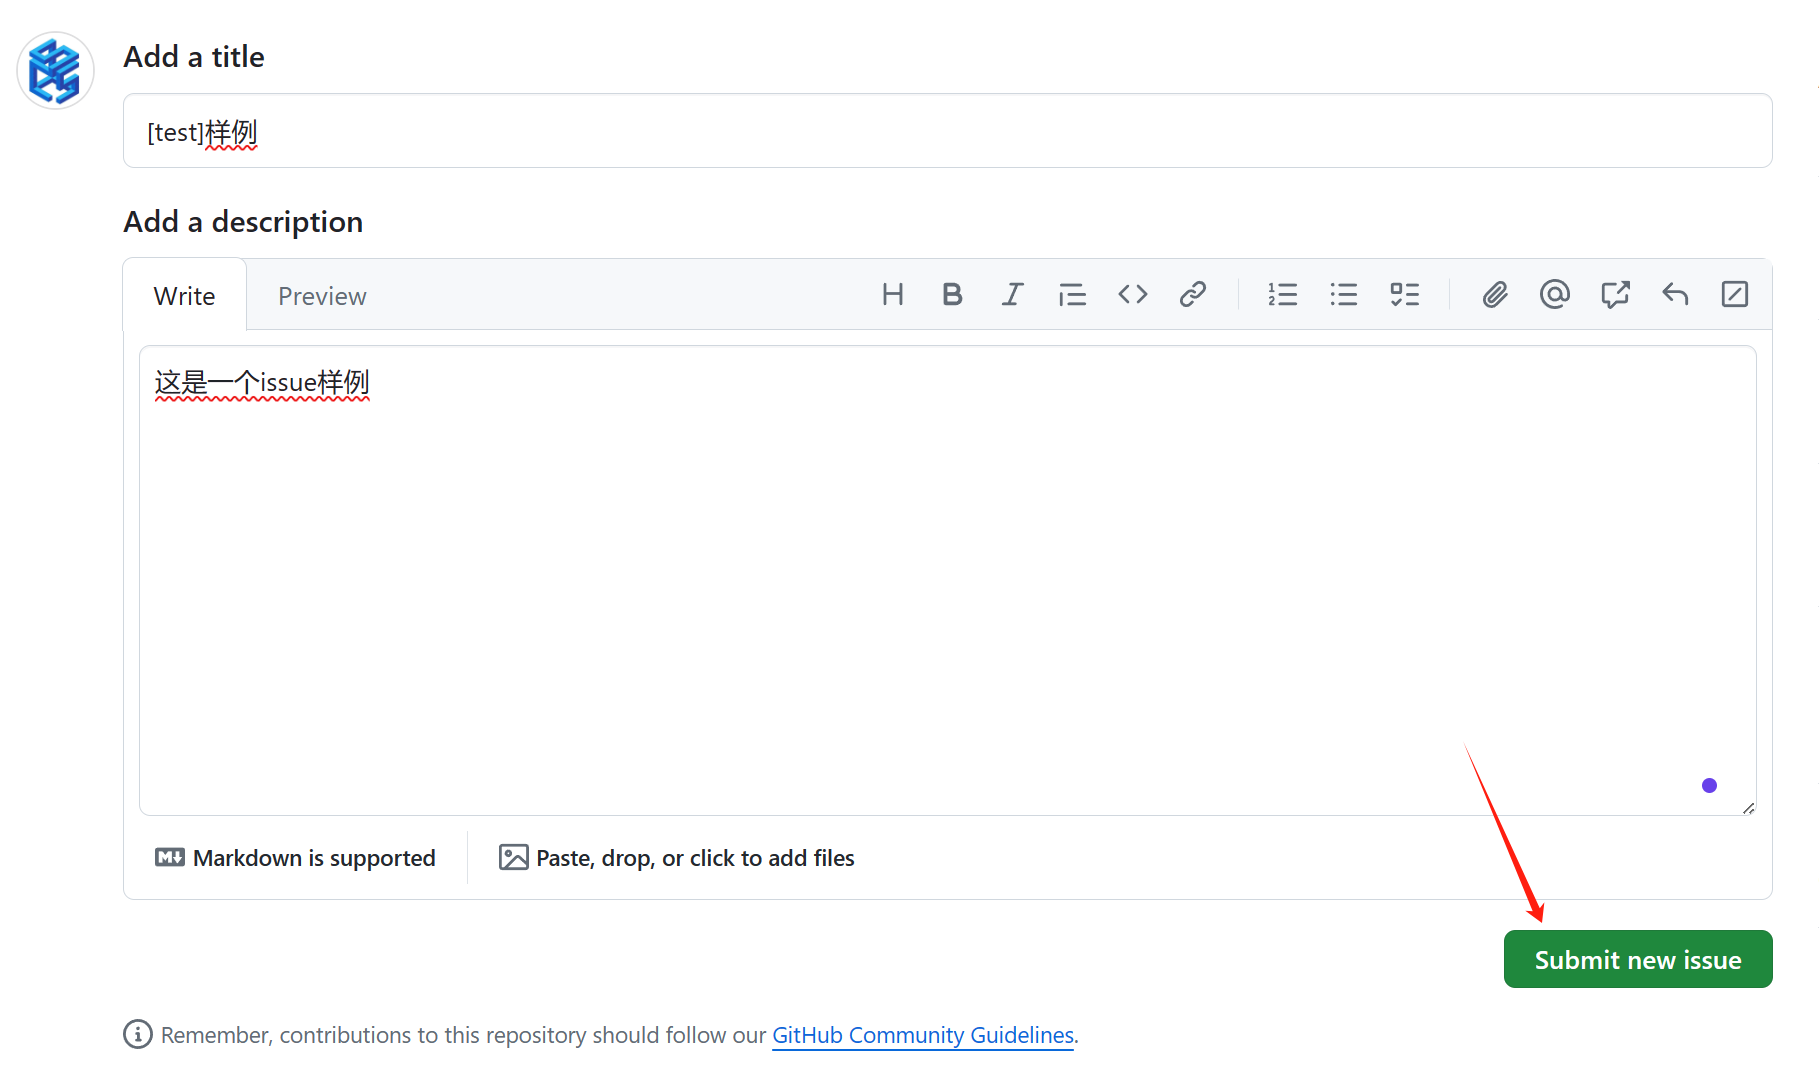 Add a title
[test]样例
Add a description
Write Preview
这是一个issue样例
Markdown is supported Paste, drop, or click to add files
Submit new issue
Remember, contributions to this repository should follow our GitHub Community Guidelines.